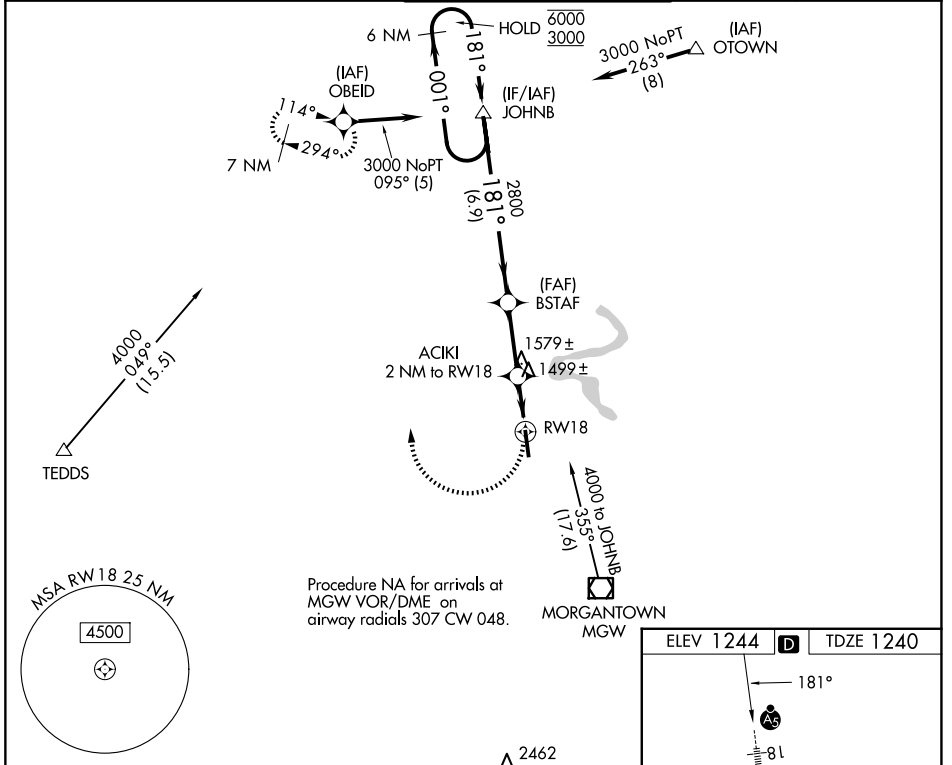 HOLD 6000
3000
6 NM
181°
001°
3000 NoPT
263°
(8)
(IAF)
OTOWN
(IAF)
OBEID
(IF/IAF)
JOHNB
114°
294°
7 NM
3000 NoPT
095° (5)
2800
181°
(6.9)
(FAF)
BSTAF
4000
049°
(15.5)
TEDDS
ACIKI
2 NM to RW18
1579±
1499±
RW18
4000 to JOHNB
355°
(17.6)
MORGANTOWN
MGW
Procedure NA for arrivals at
MGW VOR/DME on
airway radials 307 CW 048.
MSA RW18 25 NM
4500
ELEV 1244 D TDZE 1240
181°
A5
18
2462